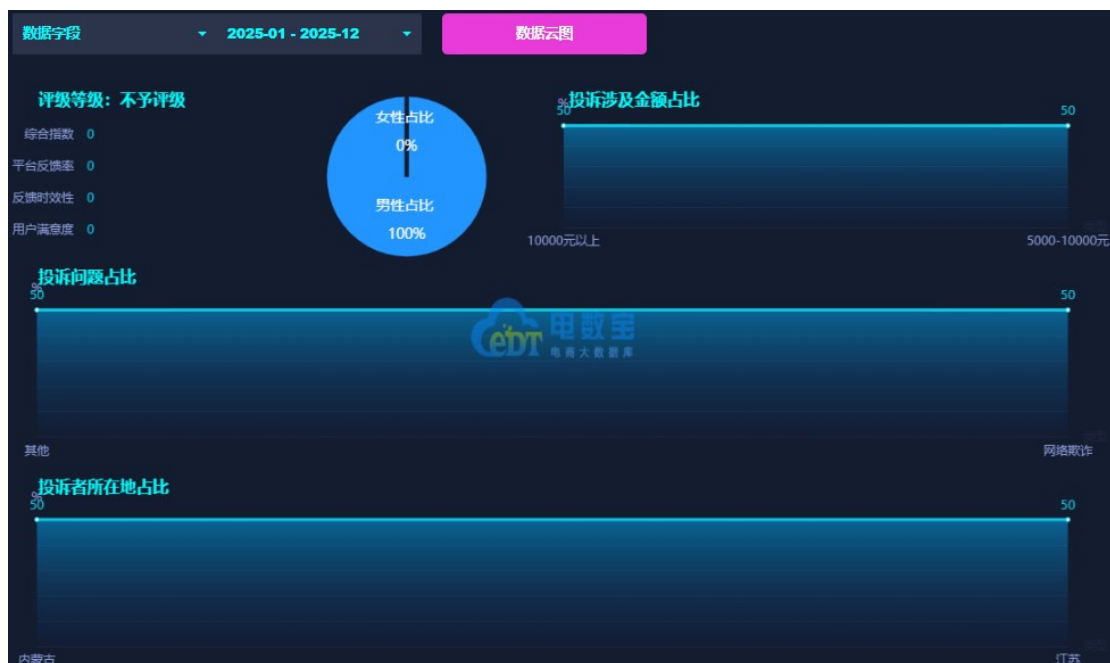 数据字段
2025-01 - 2025-12
数据云图
评级等级：不予评级
综合指数 0
平台反馈率 0
反馈时效性 0
用户满意度 0
女性占比
0%
男性占比
100%
投诉涉及金额占比
%
50
50
10000元以上
5000-10000元
投诉问题占比
%
50
50
eDT 电数宝
电商大数据库
其他
网络欺诈
投诉者所在地占比
%
50
50
内蒙古
江苏